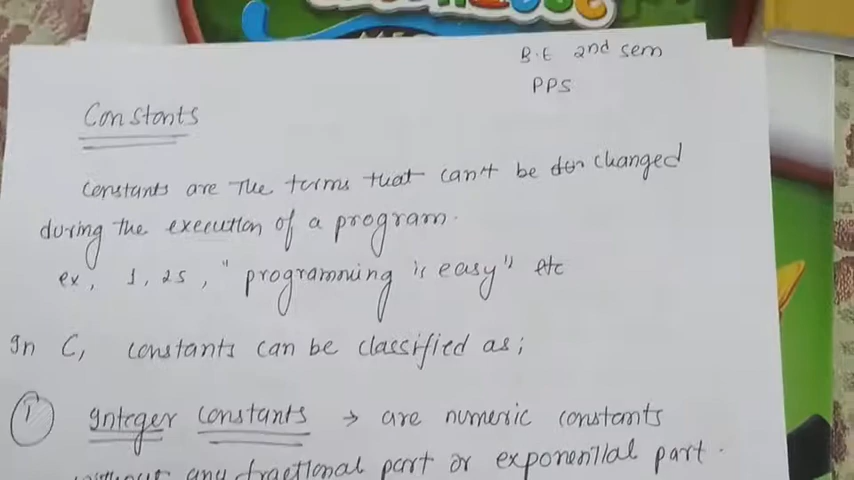 B.E 2nd sem
PPS
Constants
Constants are The terms that can't be changed
during the execution of a program.
ex, 1, 25, "programming is easy" etc
In C, constants can be classified as;
1 Integer constants → are numeric constants
without any fractional part or exponential part.